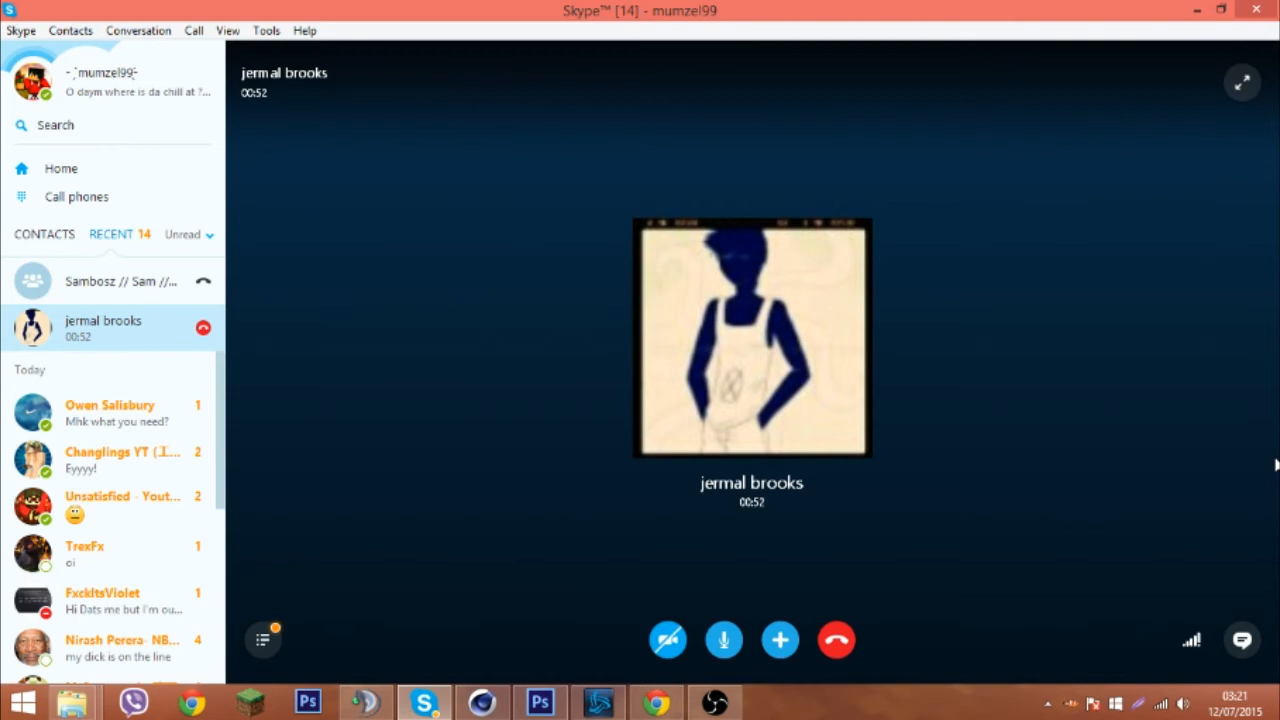 Skype™ [14] - mumzel99
Skype Contacts Conversation Call View Tools Help
mumzel99
O daym where is da chill at ?...
Search
Home
Call phones
CONTACTS RECENT 14 Unread
Sambosz // Sam //...
jermal brooks
00:52
Today
Owen Salisbury 1
Mhk what you need?
Changlings YT (工... 2
Eyyyy!
Unsatisfied - Yout... 2
TrexFx 1
oi
FxckItsViolet 1
Hi Dats me but I'm ou...
Nirash Perera- NB... 4
my dick is on the line
jermal brooks
00:52
jermal brooks
00:52
Ps
Ps
03:21
12/07/2015